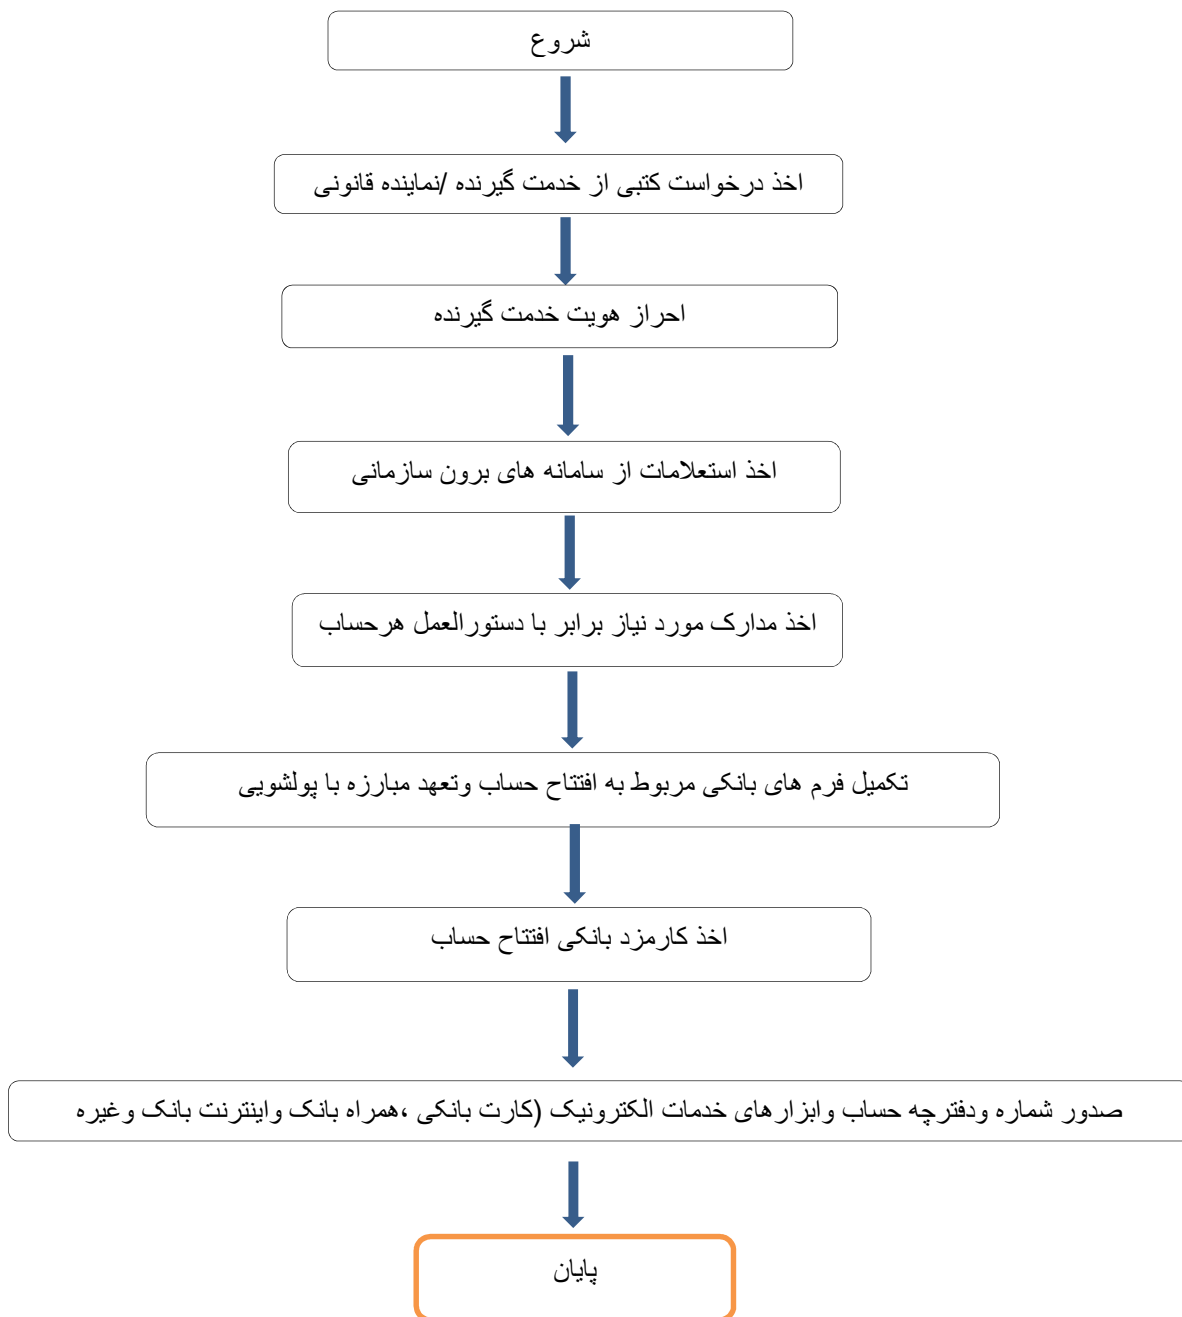 شروع
اخذ درخواست کتبی از خدمت گیرنده /نماینده قانونی
احراز هویت خدمت گیرنده
اخذ استعلامات از سامانه های برون سازمانی
اخذ مدارک مورد نیاز برابر با دستورالعمل هرحساب
تکمیل فرم های بانکی مربوط به افتتاح حساب وتعهد مبارزه با پولشویی
اخذ کارمزد بانکی افتتاح حساب
صدور شماره ودفترچه حساب وابزارهای خدمات الکترونیک (کارت بانکی ،همراه بانک واینترنت بانک وغیره
پایان